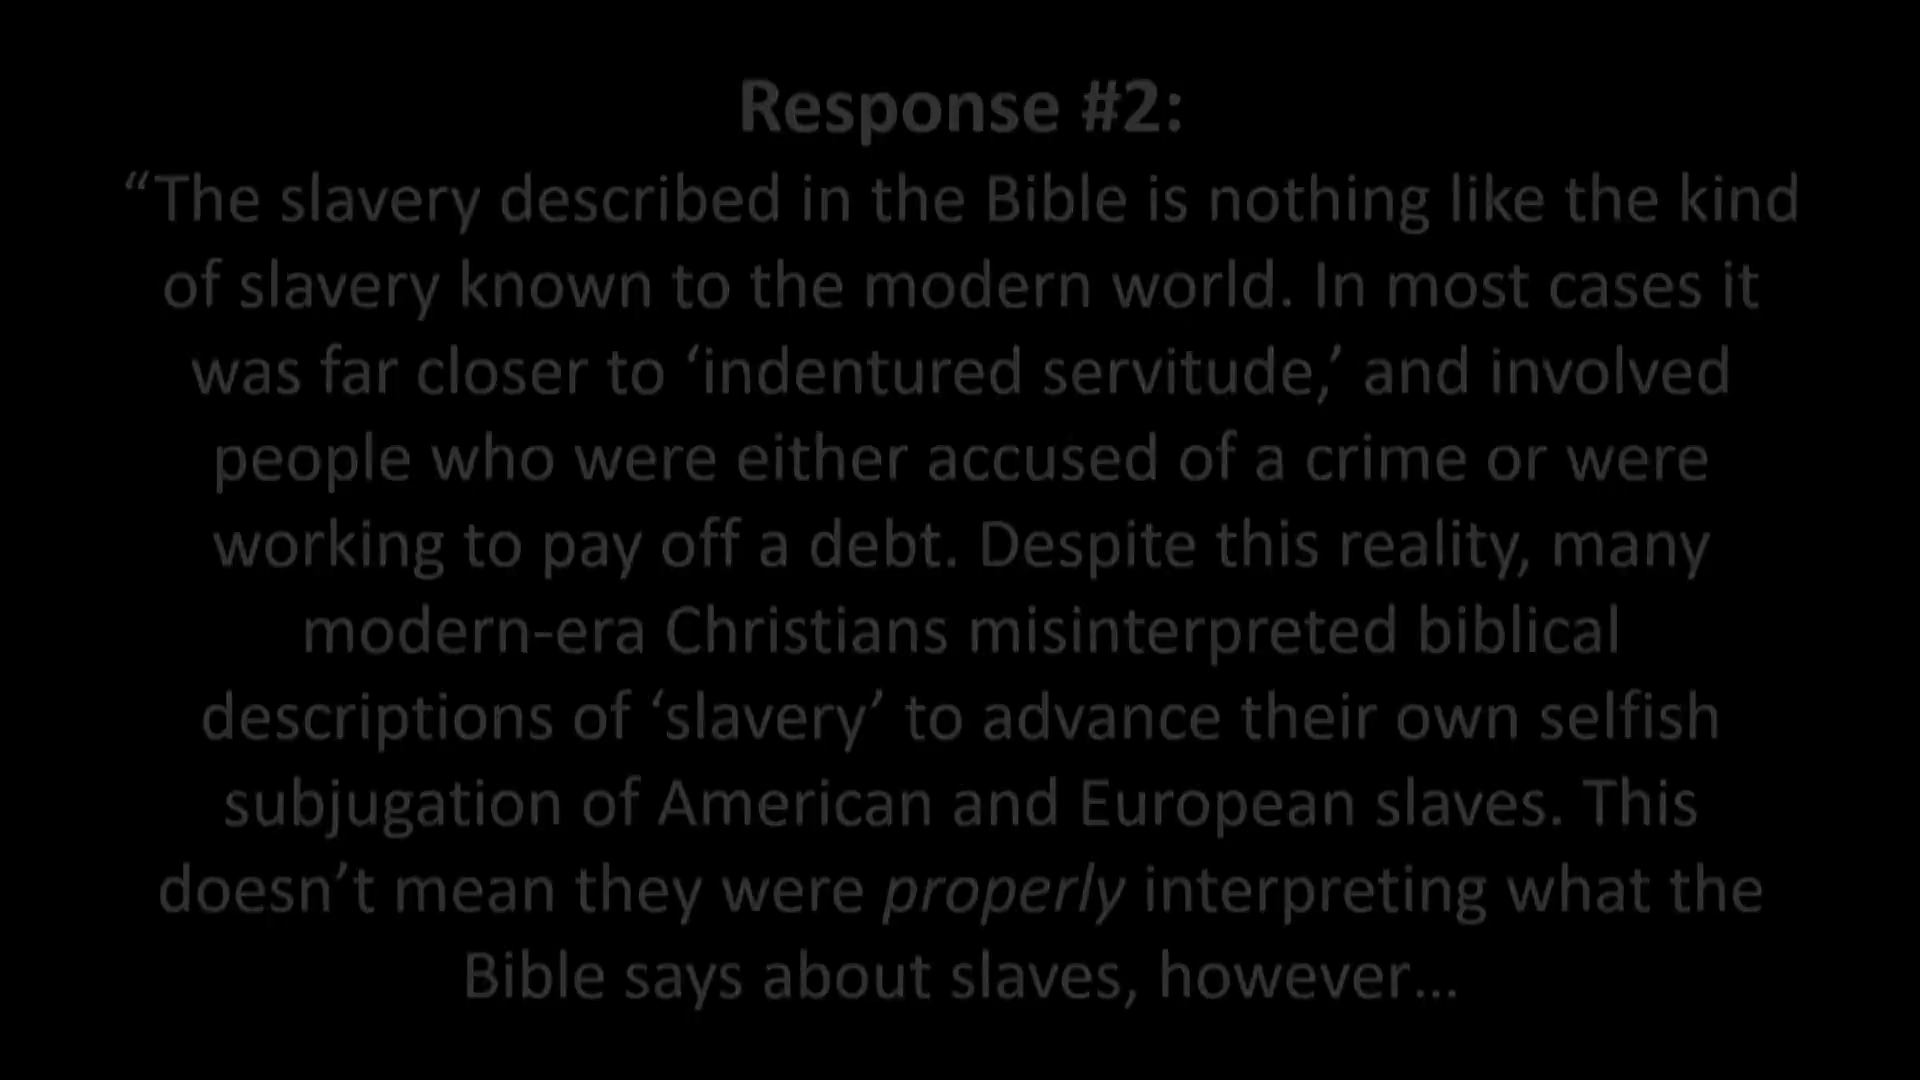 Response #2:
“The slavery described in the Bible is nothing like the kind
of slavery known to the modern world. In most cases it
was far closer to ‘indentured servitude,’ and involved
people who were either accused of a crime or were
working to pay off a debt. Despite this reality, many
modern-era Christians misinterpreted biblical
descriptions of ‘slavery’ to advance their own selfish
subjugation of American and European slaves. This
doesn’t mean they were properly interpreting what the
Bible says about slaves, however…